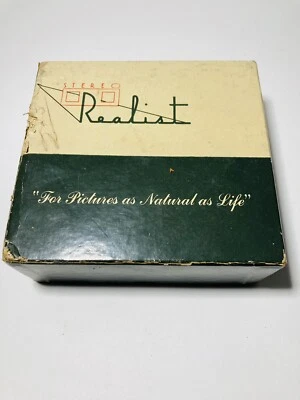 STEREO
Realist
"For Pictures as Natural as Life"